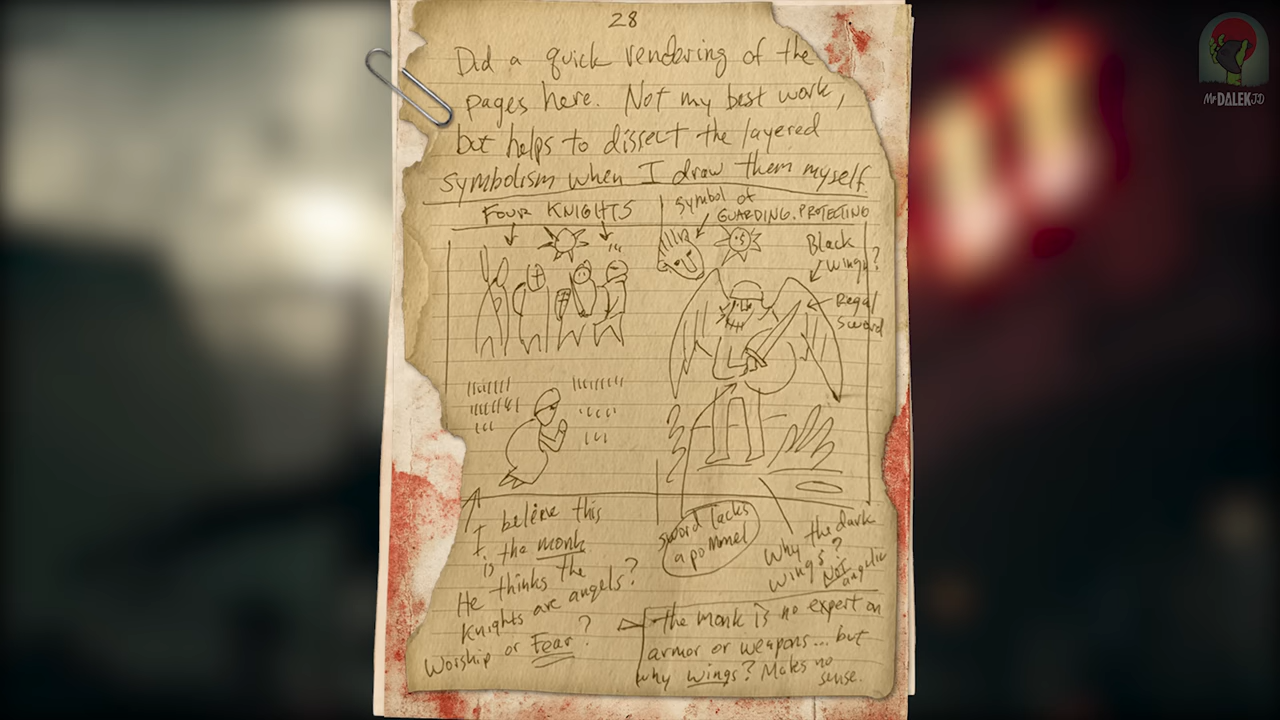 28
Did a quick rendering of the
pages here. Not my best work,
but helps to dissect the layered
symbolism when I draw them myself
FOUR KNIGHTS
Symbol of
GUARDING. PROTECTING
Black
wings?
Regal
Sword
I believe this
is the monk
He thinks the
Knights are angels?
Worship or Fear?
Sword lacks
a pommel
Why the dark
wings?
Not angelic
the monk is no expert on
armor or weapons... but
why wings? Makes no
sense.
MrDALEKJD